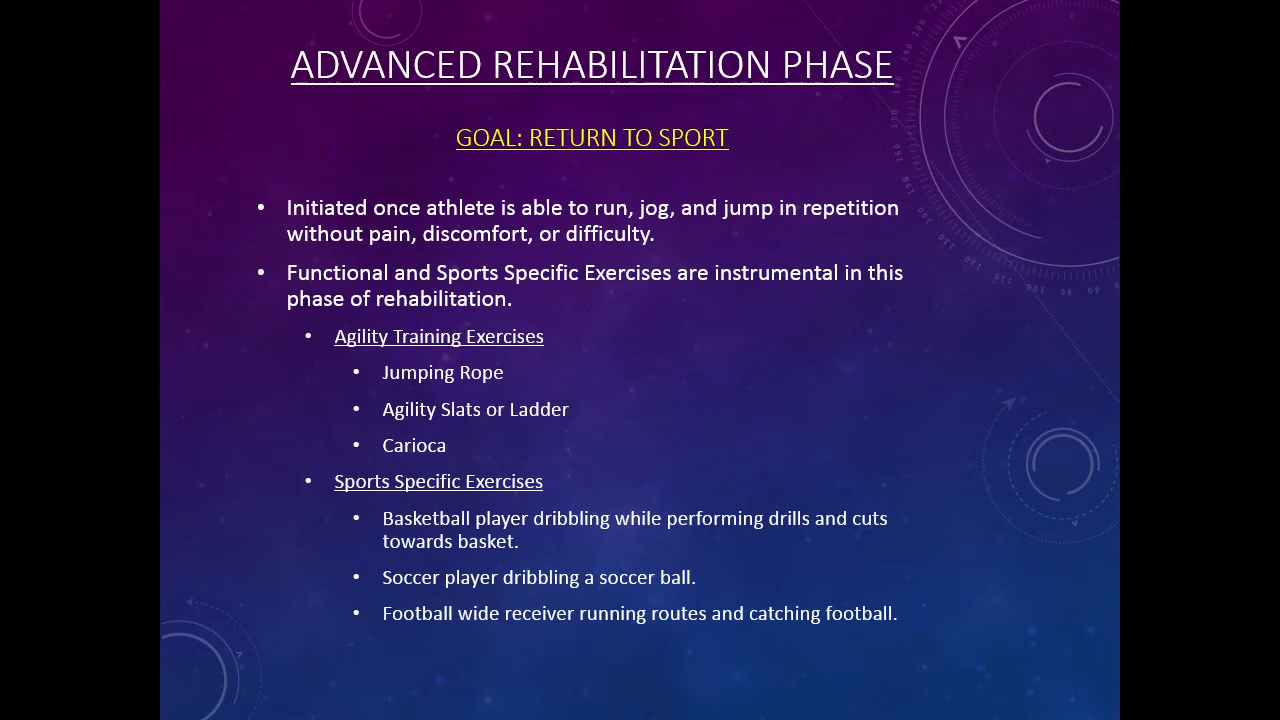 ADVANCED REHABILITATION PHASE
GOAL: RETURN TO SPORT
• Initiated once athlete is able to run, jog, and jump in repetition
without pain, discomfort, or difficulty.
• Functional and Sports Specific Exercises are instrumental in this
phase of rehabilitation.
• Agility Training Exercises
• Jumping Rope
• Agility Slats or Ladder
• Carioca
• Sports Specific Exercises
• Basketball player dribbling while performing drills and cuts
towards basket.
• Soccer player dribbling a soccer ball.
• Football wide receiver running routes and catching football.